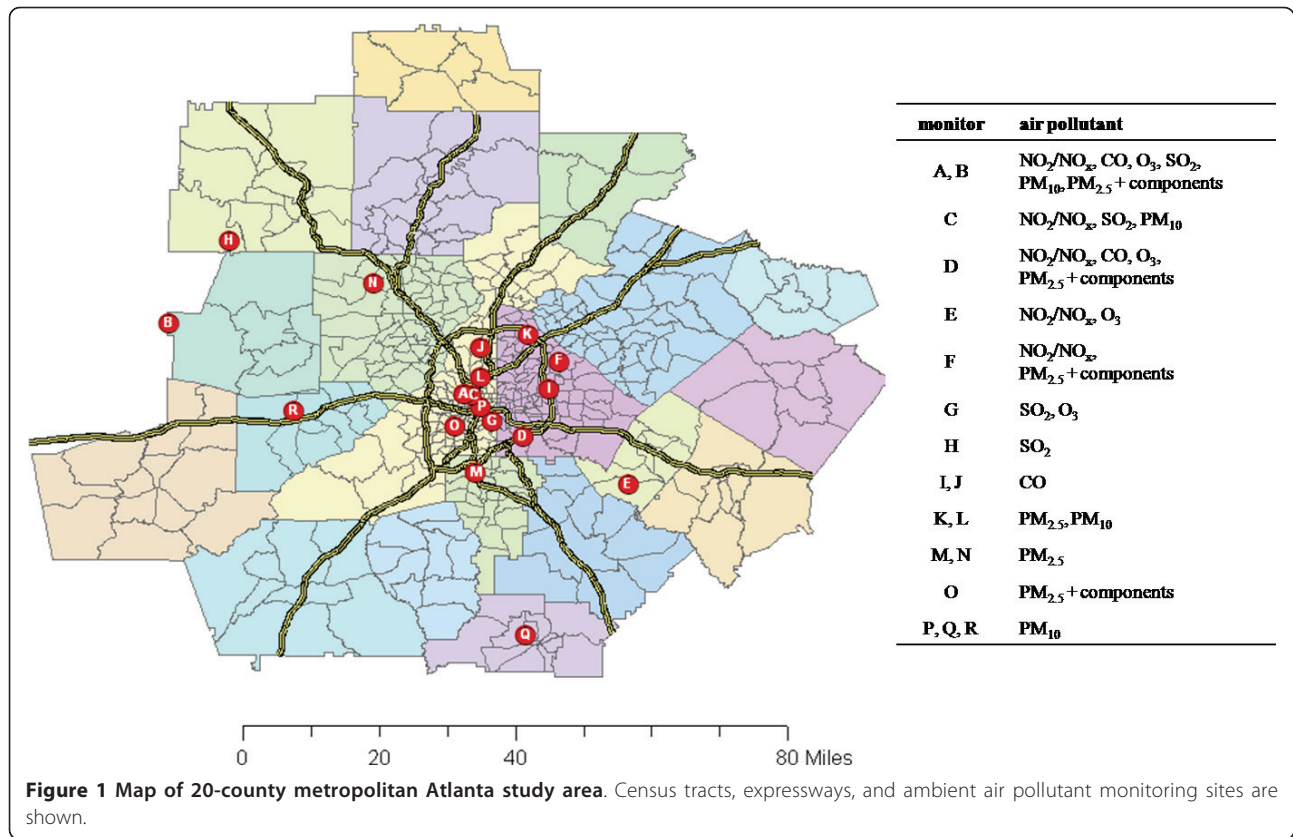 H
N
B
J
K
F
L
I
A
C
P
R
G
O
D
M
E
Q
0 20 40 80 Miles
monitor air pollutant
A, B NO₂/NOₓ, CO, O₃, SO₂,
PM₁₀, PM₂.₅ + components
C NO₂/NOₓ, SO₂, PM₁₀
D NO₂/NOₓ, CO, O₃,
PM₂.₅ + components
E NO₂/NOₓ, O₃
F NO₂/NOₓ,
PM₂.₅ + components
G SO₂, O₃
H SO₂
I, J CO
K, L PM₂.₅, PM₁₀
M, N PM₂.₅
O PM₂.₅ + components
P, Q, R PM₁₀
Figure 1 Map of 20-county metropolitan Atlanta study area. Census tracts, expressways, and ambient air pollutant monitoring sites are
shown.